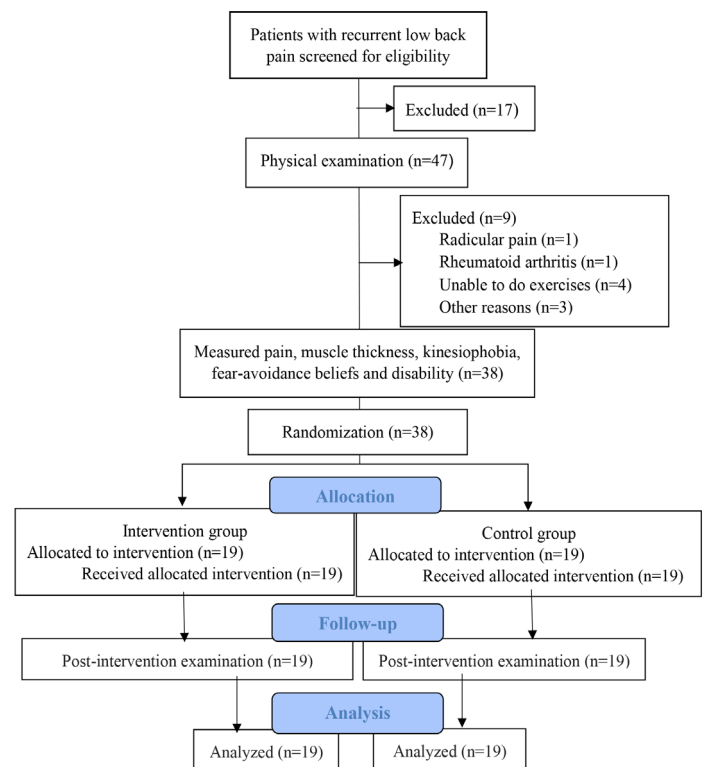 Patients with recurrent low back
pain screened for eligibility
Excluded (n=17)
Physical examination (n=47)
Excluded (n=9)
Radicular pain (n=1)
Rheumatoid arthritis (n=1)
Unable to do exercises (n=4)
Other reasons (n=3)
Measured pain, muscle thickness, kinesiophobia,
fear-avoidance beliefs and disability (n=38)
Randomization (n=38)
Allocation
Intervention group
Allocated to intervention (n=19)
Received allocated intervention (n=19)
Control group
Allocated to intervention (n=19)
Received allocated intervention (n=19)
Follow-up
Post-intervention examination (n=19)
Post-intervention examination (n=19)
Analysis
Analyzed (n=19)
Analyzed (n=19)